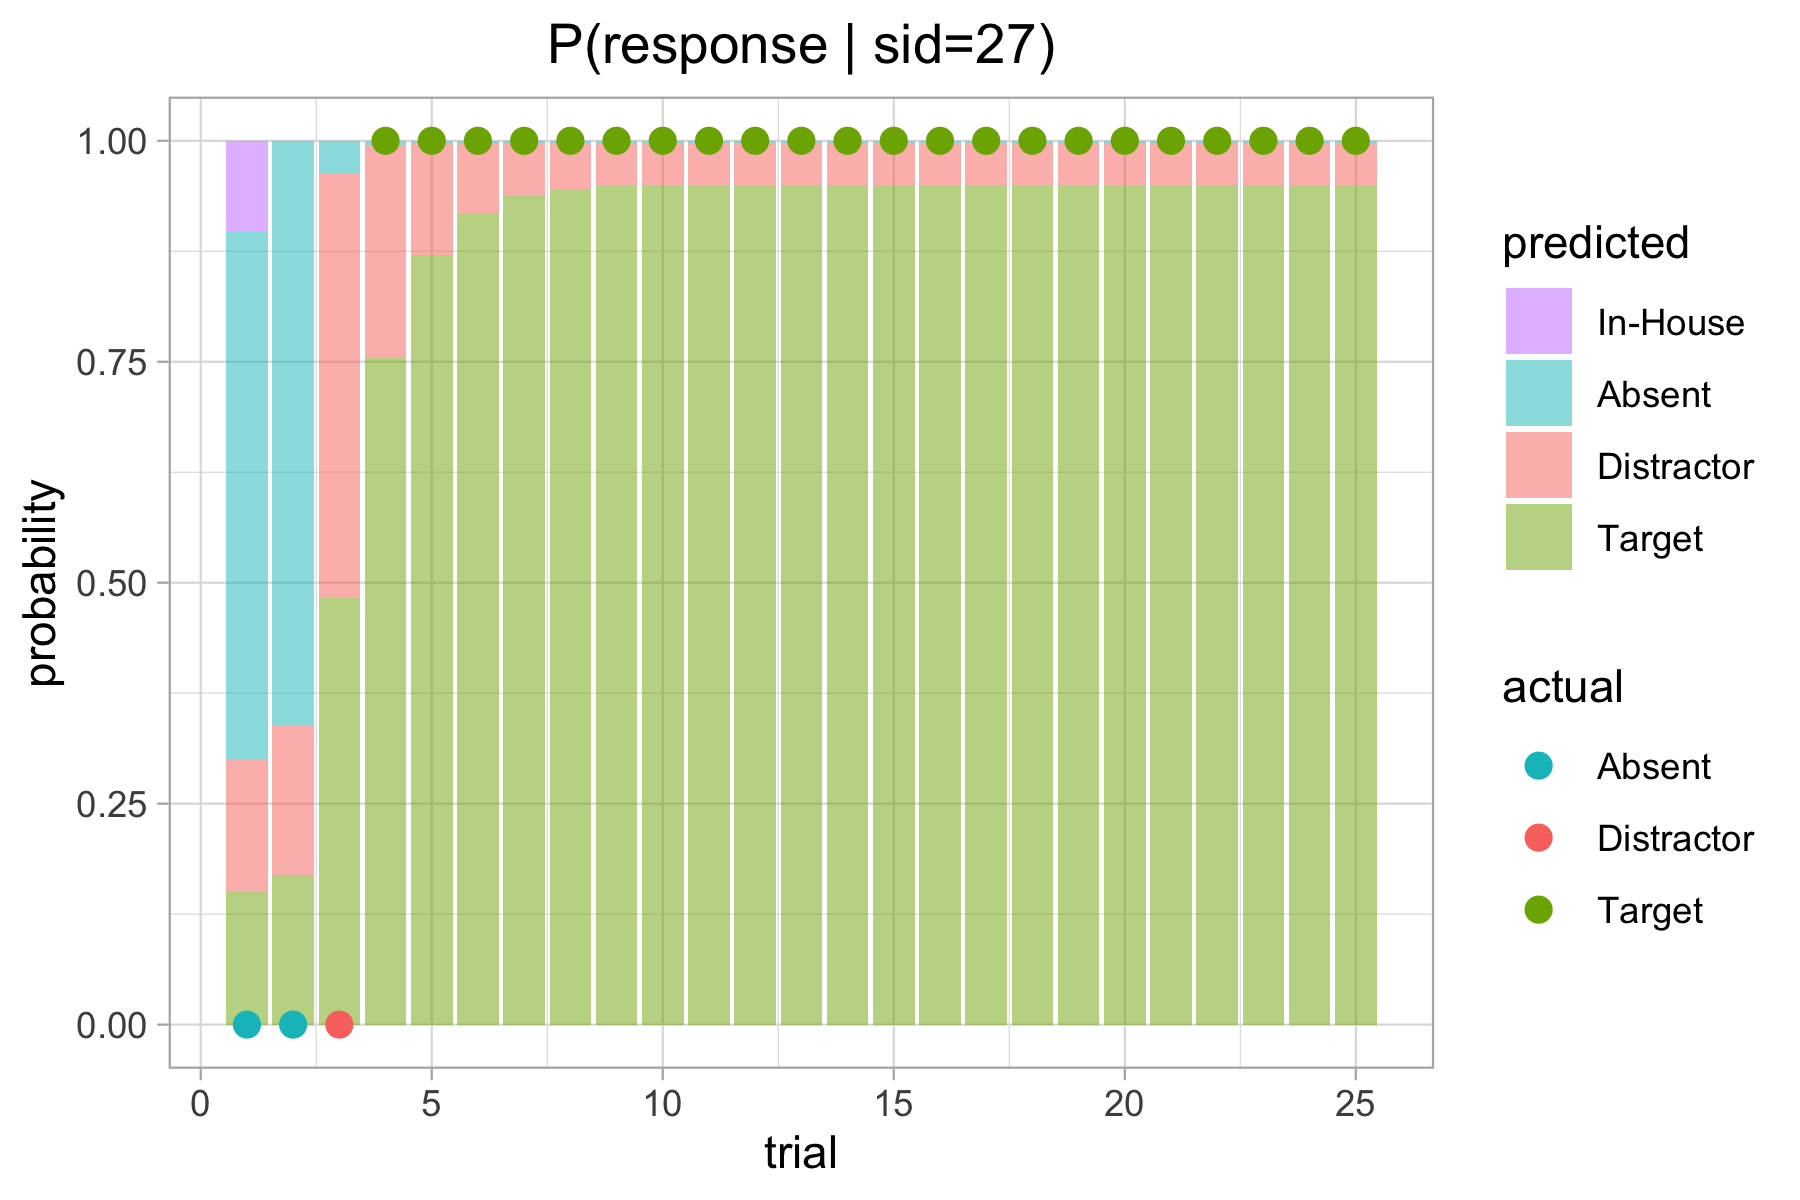 P(response | sid=27)
probability
1.00
0.75
0.50
0.25
0.00
0 5 10 15 20 25
trial
predicted
In-House
Absent
Distractor
Target
actual
Absent
Distractor
Target